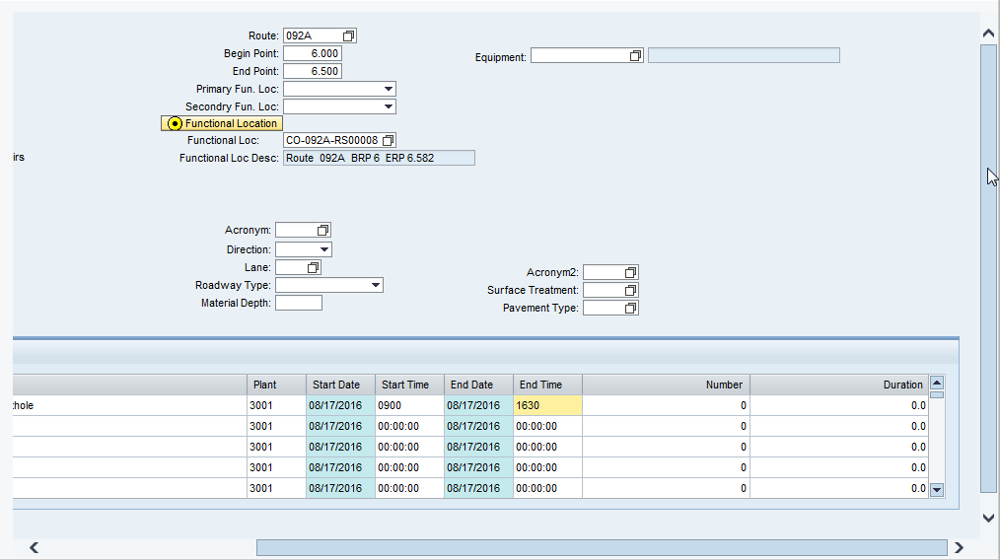 Route: 092A
Begin Point: 6.000
Equipment:
End Point: 6.500
Primary Fun. Loc:
Secondry Fun. Loc:
Functional Location
Functional Loc: CO-092A-RS00008
irs Functional Loc Desc: Route 092A BRP 6 ERP 6.582
Acronym:
Direction:
Lane:
Acronym2:
Roadway Type:
Surface Treatment:
Material Depth:
Pavement Type:
Plant Start Date Start Time End Date End Time Number Duration
thole 3001 08/17/2016 0900 08/17/2016 1630 0 0.0
3001 08/17/2016 00:00:00 08/17/2016 00:00:00 0 0.0
3001 08/17/2016 00:00:00 08/17/2016 00:00:00 0 0.0
3001 08/17/2016 00:00:00 08/17/2016 00:00:00 0 0.0
3001 08/17/2016 00:00:00 08/17/2016 00:00:00 0 0.0